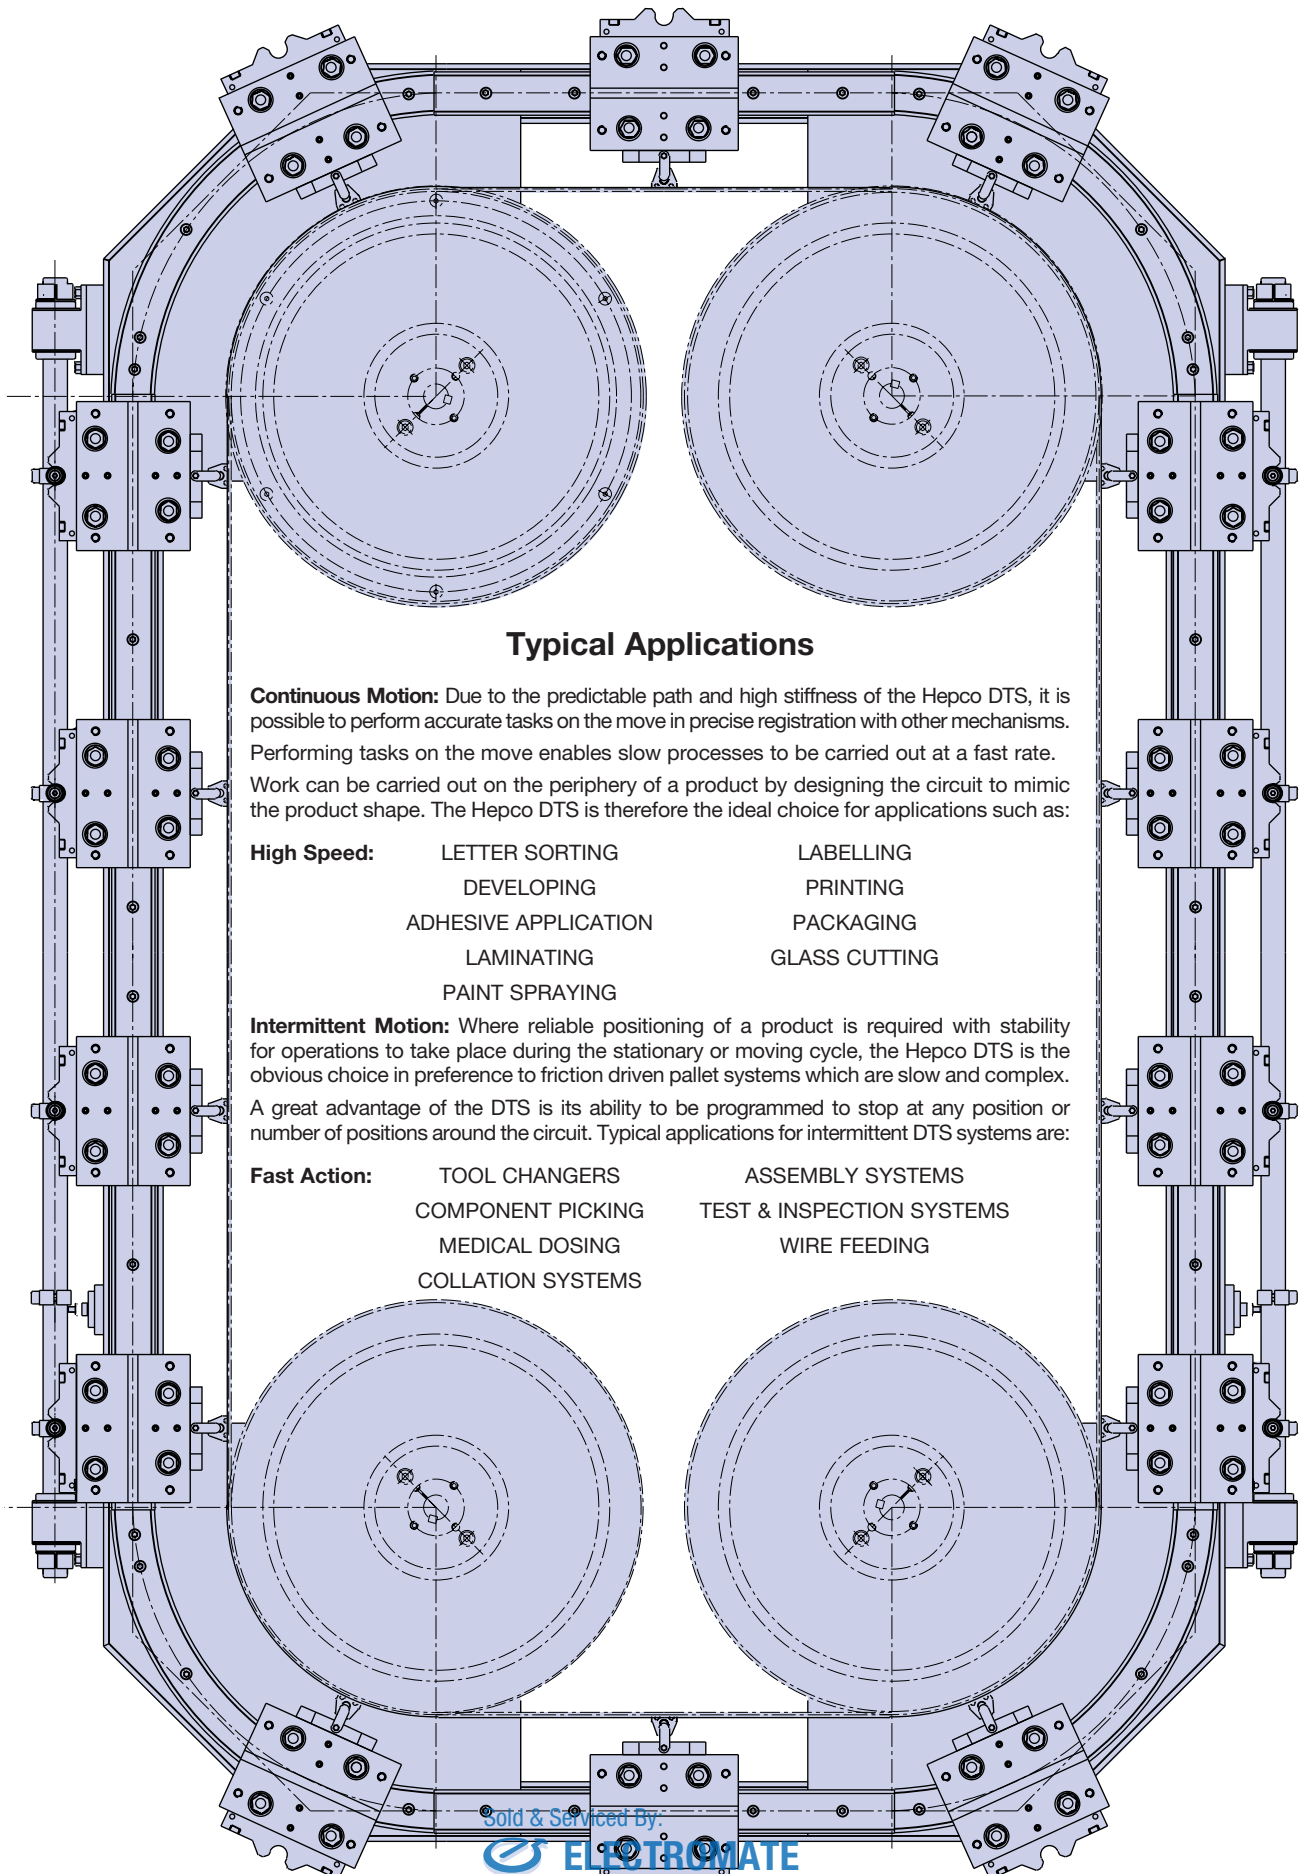 Typical Applications
Continuous Motion: Due to the predictable path and high stiffness of the Hepco DTS, it is
possible to perform accurate tasks on the move in precise registration with other mechanisms.
Performing tasks on the move enables slow processes to be carried out at a fast rate.
Work can be carried out on the periphery of a product by designing the circuit to mimic
the product shape. The Hepco DTS is therefore the ideal choice for applications such as:
High Speed: LETTER SORTING LABELLING
DEVELOPING PRINTING
ADHESIVE APPLICATION PACKAGING
LAMINATING GLASS CUTTING
PAINT SPRAYING
Intermittent Motion: Where reliable positioning of a product is required with stability
for operations to take place during the stationary or moving cycle, the Hepco DTS is the
obvious choice in preference to friction driven pallet systems which are slow and complex.
A great advantage of the DTS is its ability to be programmed to stop at any position or
number of positions around the circuit. Typical applications for intermittent DTS systems are:
Fast Action: TOOL CHANGERS ASSEMBLY SYSTEMS
COMPONENT PICKING TEST & INSPECTION SYSTEMS
MEDICAL DOSING WIRE FEEDING
COLLATION SYSTEMS
Sold & Serviced By:
ELECTROMATE